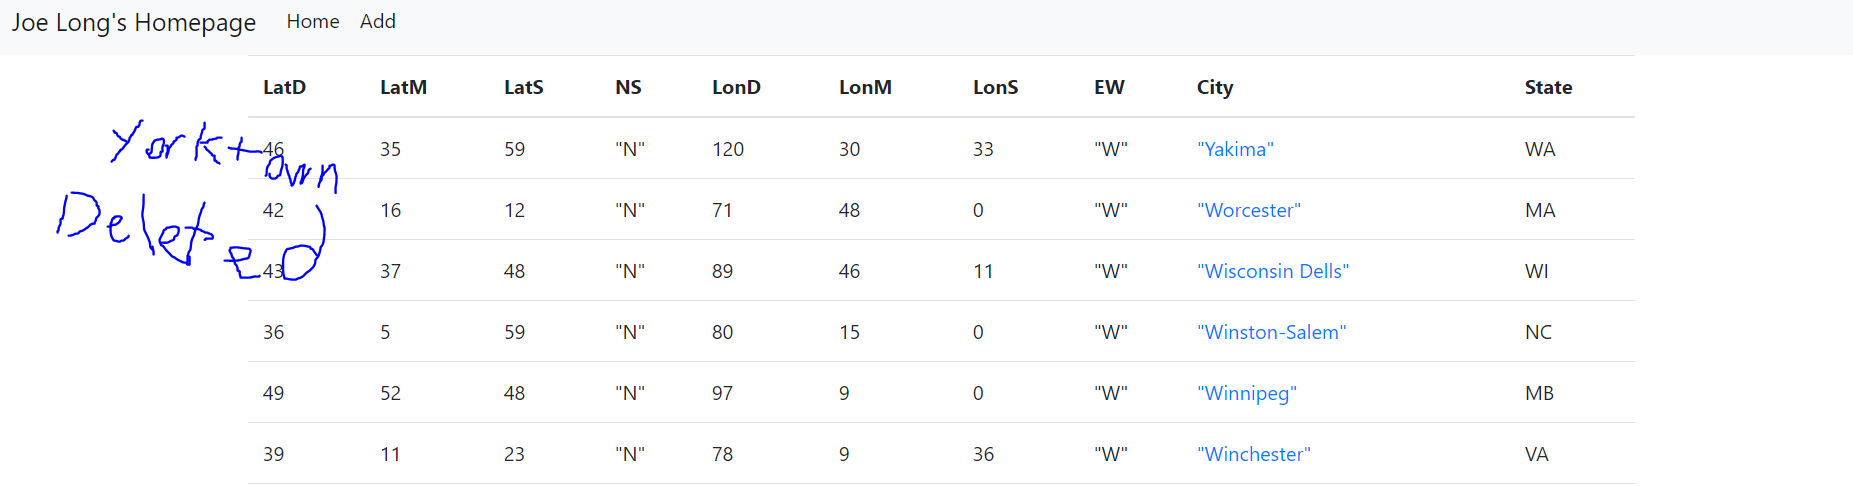 Joe Long's Homepage Home Add
LatD LatM LatS NS LonD LonM LonS EW City State
Yorktown
46 35 59 "N" 120 30 33 "W" "Yakima" WA
Deleted
42 16 12 "N" 71 48 0 "W" "Worcester" MA
43 37 48 "N" 89 46 11 "W" "Wisconsin Dells" WI
36 5 59 "N" 80 15 0 "W" "Winston-Salem" NC
49 52 48 "N" 97 9 0 "W" "Winnipeg" MB
39 11 23 "N" 78 9 36 "W" "Winchester" VA